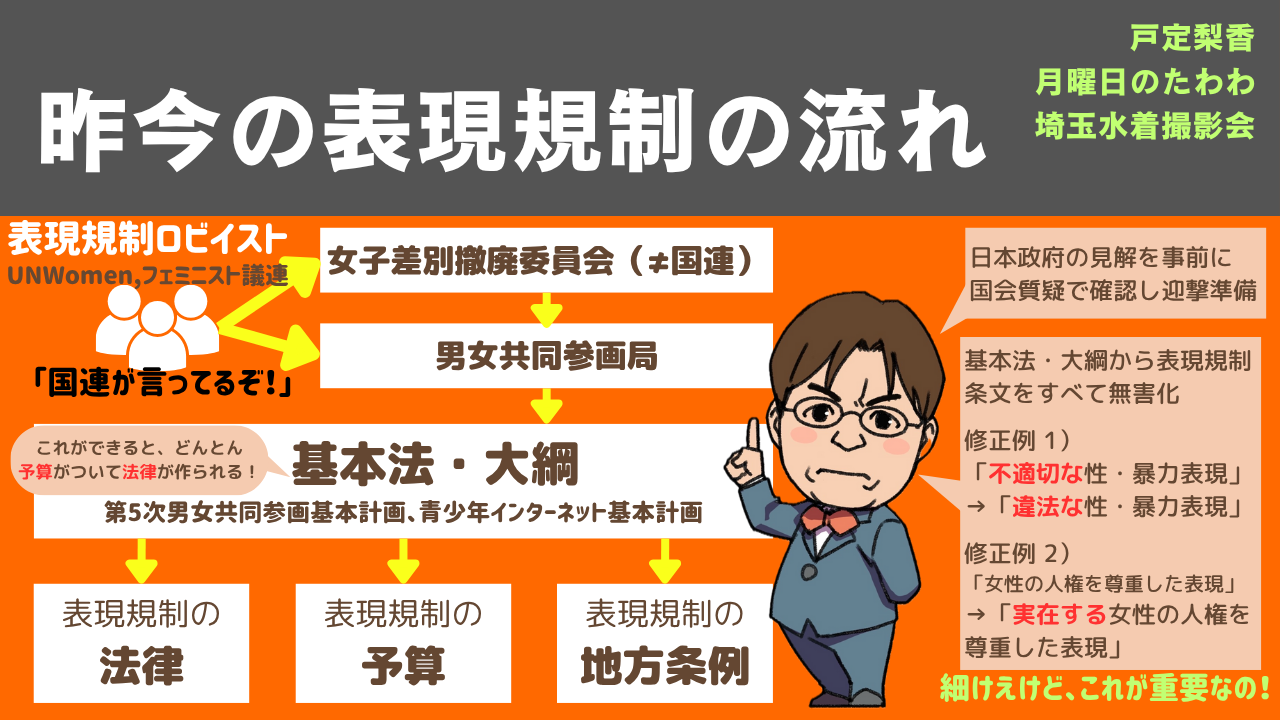 昨今の表現規制の流れ
戸定梨香
月曜日のたわわ
埼玉水着撮影会
表現規制ロビイスト
UNWomen,フェミニスト議連
「国連が言ってるぞ!」
女子差別撤廃委員会（≠国連）
男女共同参画局
これができると、どんとん
予算がついて法律が作られる！
基本法・大綱
第5次男女共同参画基本計画、青少年インターネット基本計画
表現規制の
法律
表現規制の
予算
表現規制の
地方条例
日本政府の見解を事前に
国会質疑で確認し迎撃準備
基本法・大綱から表現規制
条文をすべて無害化
修正例 1）
「不適切な性・暴力表現」
→「違法な性・暴力表現」
修正例 2）
「女性の人権を尊重した表現」
→「実在する女性の人権を
尊重した表現」
細けえけど、これが重要なの!